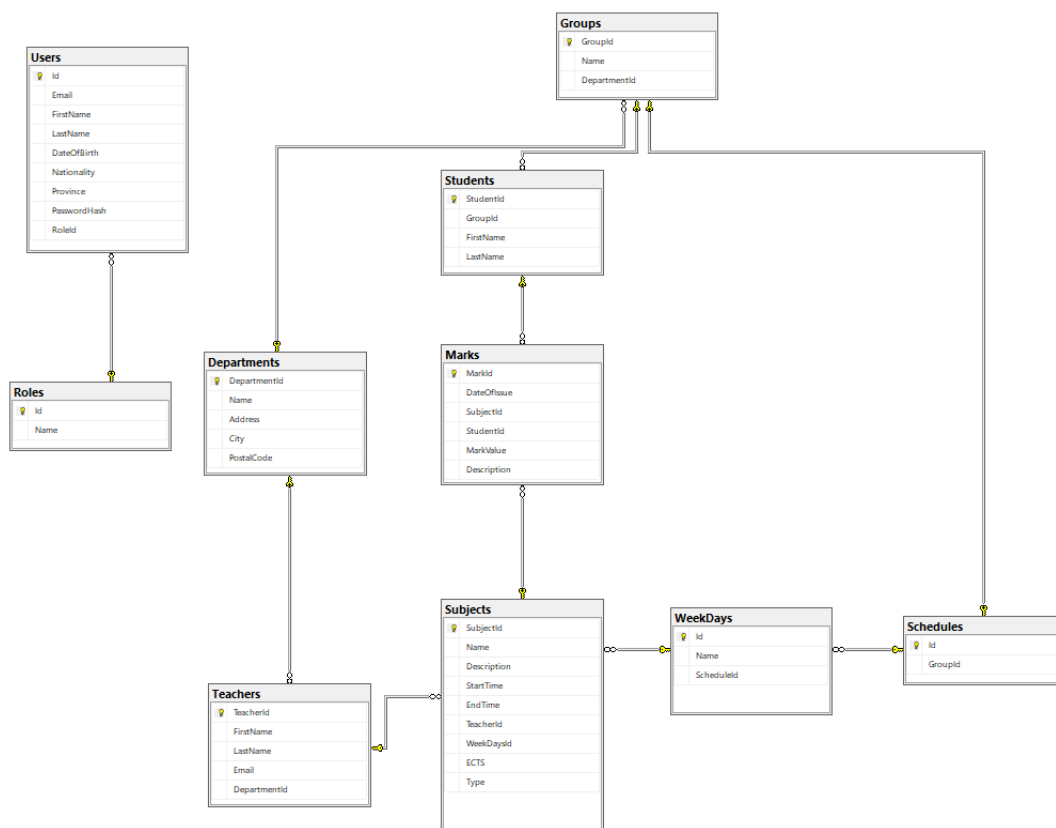 Groups
GroupId
Name
DepartmentId
Users
Id
Email
FirstName
LastName
DateOfBirth
Nationality
Province
PasswordHash
RoleId
Students
StudentId
GroupId
FirstName
LastName
Departments
DepartmentId
Name
Address
City
PostalCode
Marks
MarkId
DateOfIssue
SubjectId
StudentId
MarkValue
Description
Roles
Id
Name
Subjects
SubjectId
Name
Description
StartTime
EndTime
TeacherId
WeekDaysId
ECTS
Type
WeekDays
Id
Name
ScheduleId
Schedules
Id
GroupId
Teachers
TeacherId
FirstName
LastName
Email
DepartmentId